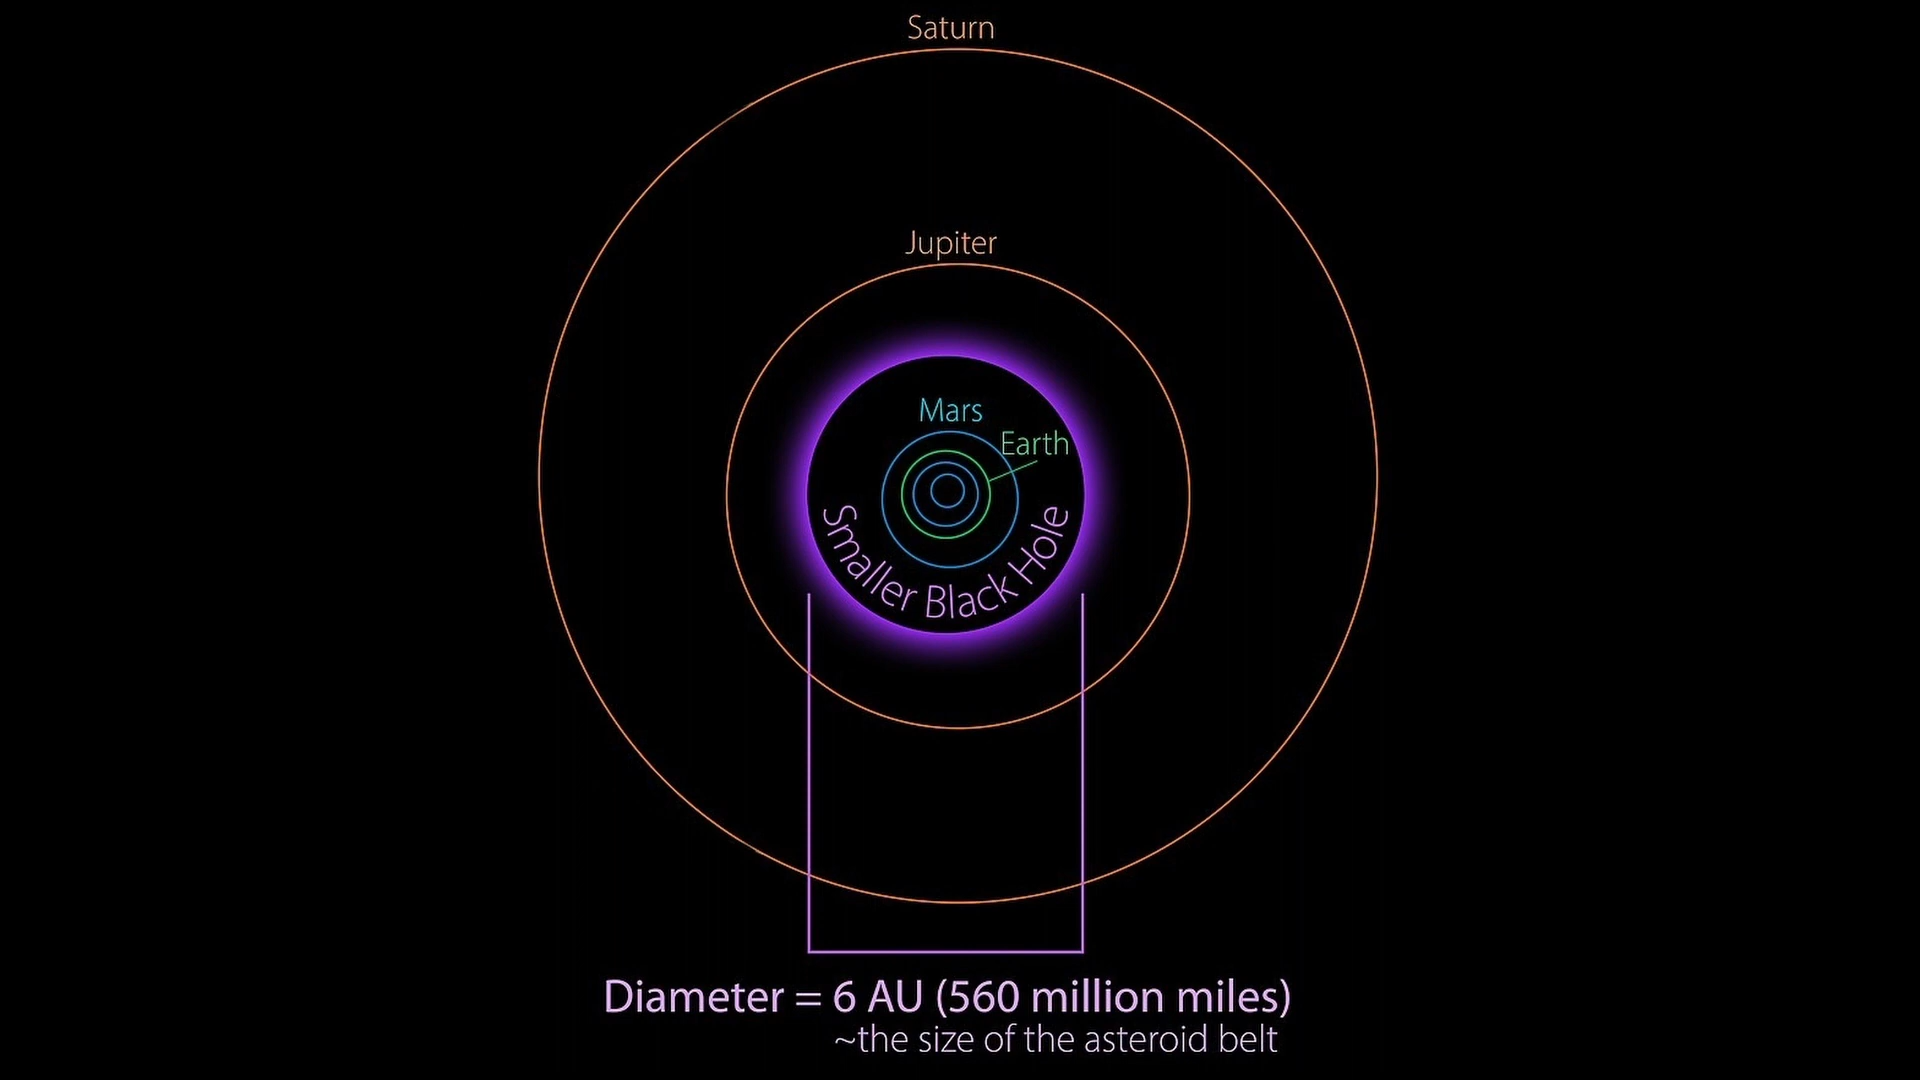 Saturn
Jupiter
Mars
Earth
Smaller Black Hole
Diameter = 6 AU (560 million miles)
~the size of the asteroid belt